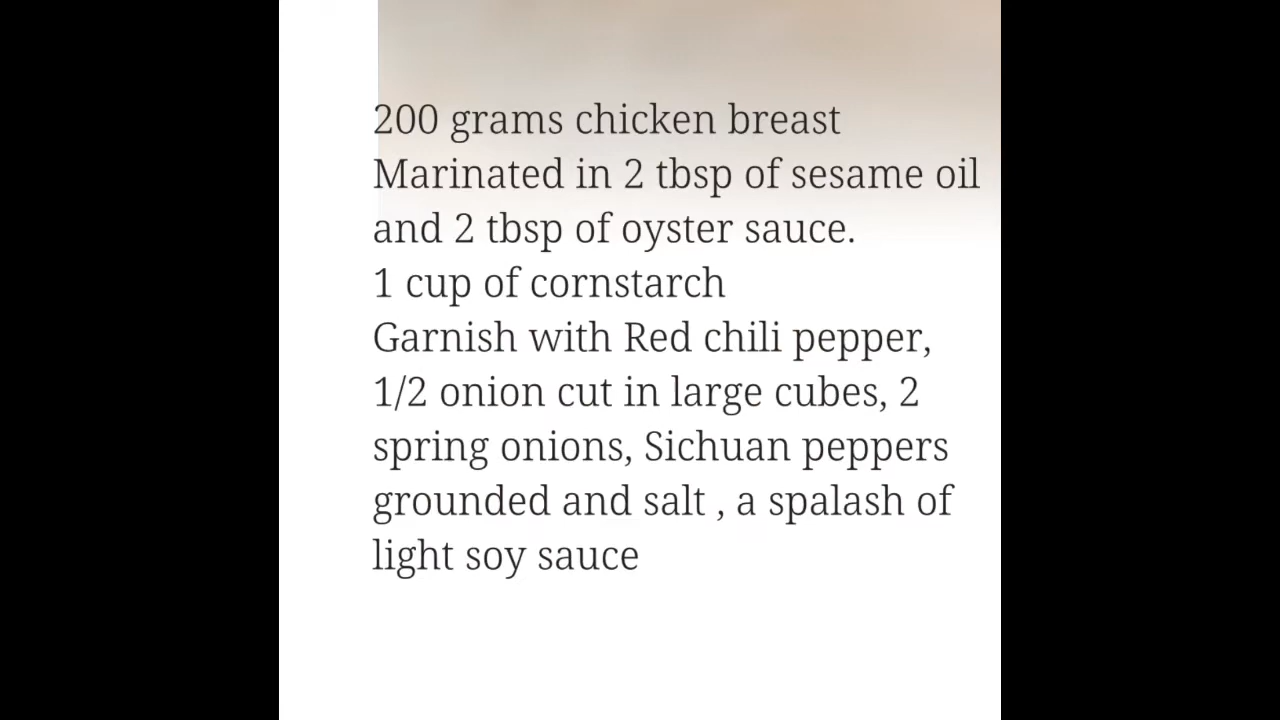 200 grams chicken breast
Marinated in 2 tbsp of sesame oil
and 2 tbsp of oyster sauce.
1 cup of cornstarch
Garnish with Red chili pepper,
1/2 onion cut in large cubes, 2
spring onions, Sichuan peppers
grounded and salt , a spalash of
light soy sauce